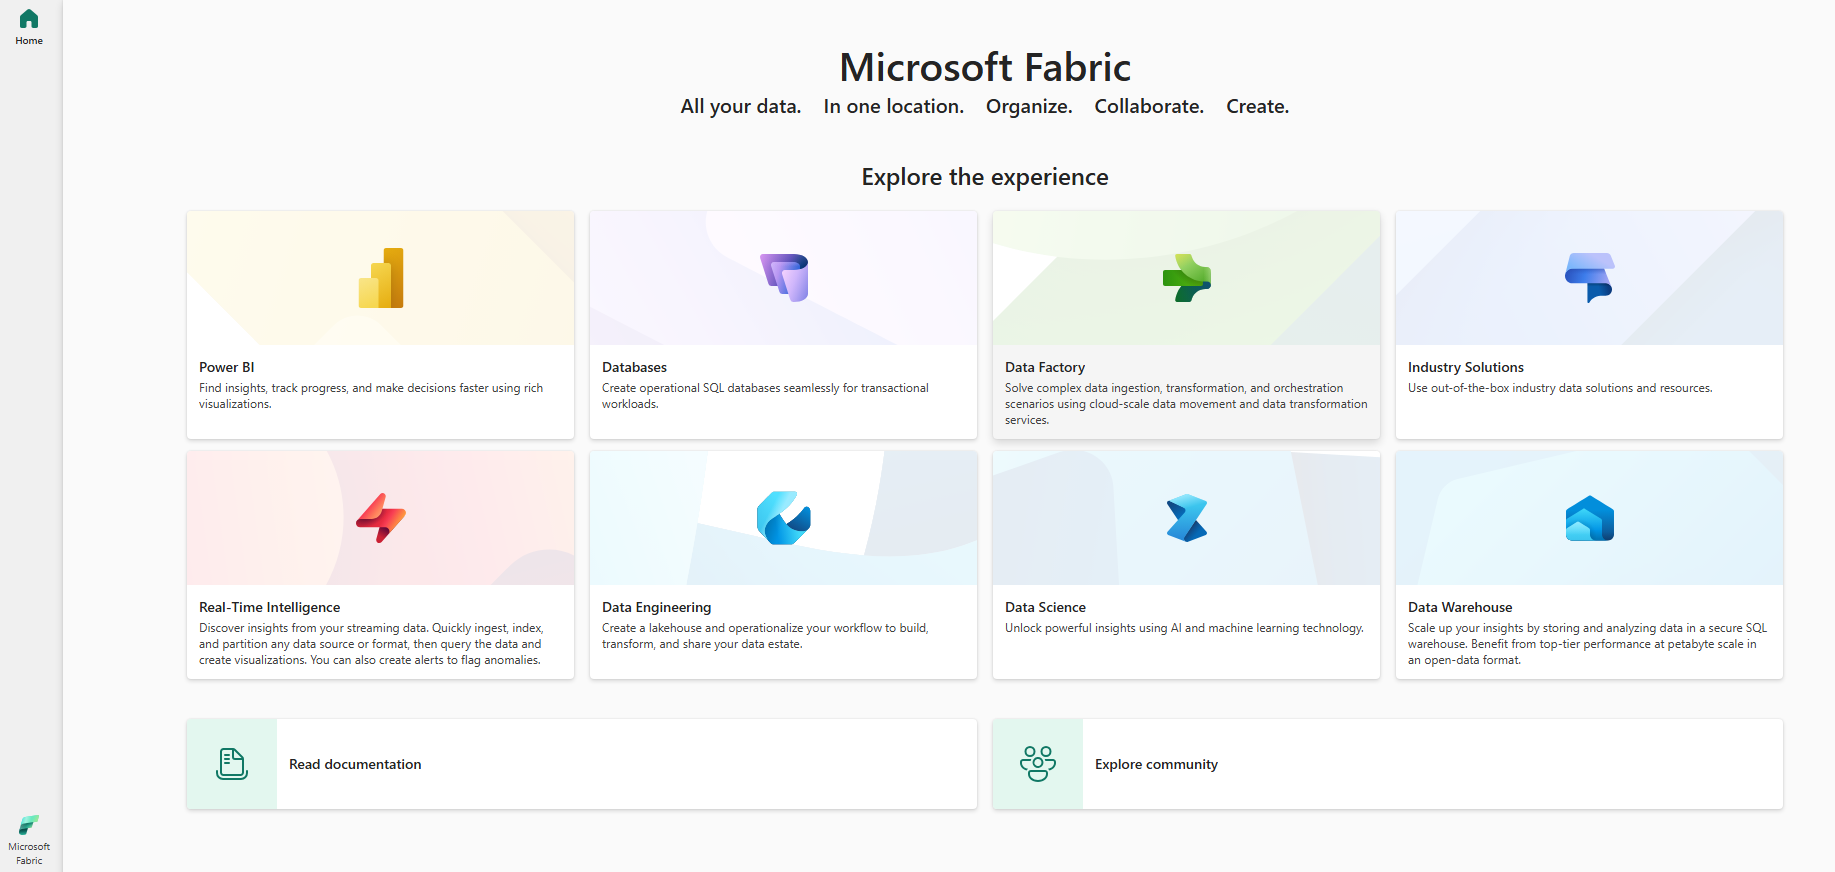 Home
Microsoft Fabric
All your data. In one location. Organize. Collaborate. Create.
Explore the experience
Power BI
Find insights, track progress, and make decisions faster using rich
visualizations.
Databases
Create operational SQL databases seamlessly for transactional
workloads.
Data Factory
Solve complex data ingestion, transformation, and orchestration
scenarios using cloud-scale data movement and data transformation
services.
Industry Solutions
Use out-of-the-box industry data solutions and resources.
Real-Time Intelligence
Discover insights from your streaming data. Quickly ingest, index,
and partition any data source or format, then query the data and
create visualizations. You can also create alerts to flag anomalies.
Data Engineering
Create a lakehouse and operationalize your workflow to build,
transform, and share your data estate.
Data Science
Unlock powerful insights using AI and machine learning technology.
Data Warehouse
Scale up your insights by storing and analyzing data in a secure SQL
warehouse. Benefit from top-tier performance at petabyte scale in
an open-data format.
Read documentation
Explore community
Microsoft
Fabric